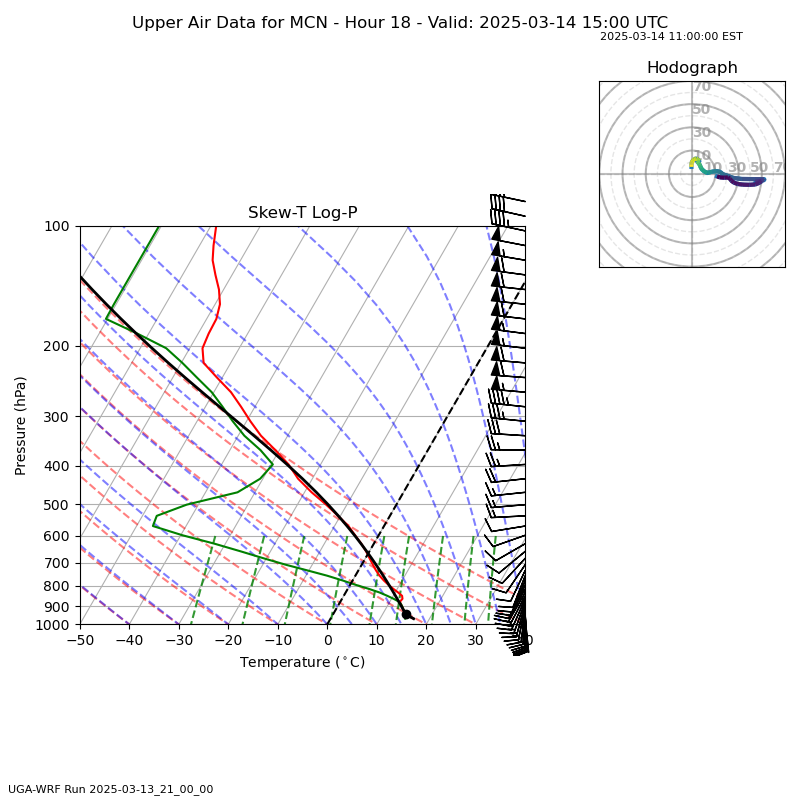 Upper Air Data for MCN - Hour 18 - Valid: 2025-03-14 15:00 UTC
2025-03-14 11:00:00 EST
Hodograph
70
50
30
10
10 30 50 7
Skew-T Log-P
100
200
300
400
500
600
700
800
900
1000
Pressure (hPa)
−50 −40 −30 −20 −10 0 10 20 30
Temperature (°C)
UGA-WRF Run 2025-03-13_21_00_00